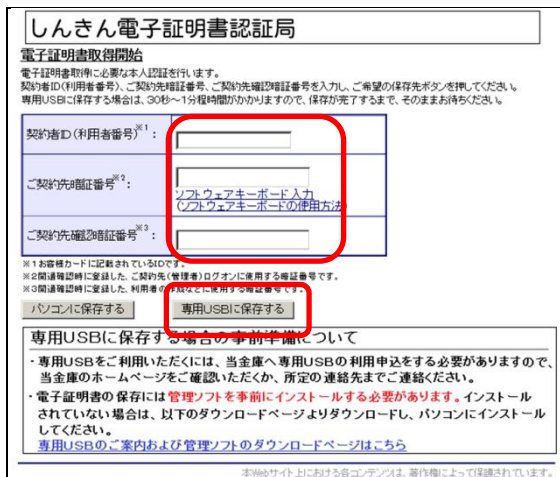 しんきん電子証明書認証局
電子証明書取得開始
電子証明書取得に必要な本人認証を行います。
契約者ID(利用者番号)、ご契約先暗証番号、ご契約先確認暗証番号を入力し、ご希望の保存先ボタンを押してください。
専用USBに保存する場合は、30秒～1分程時間がかかりますので、保存が完了するまで、そのままお待ちください。
契約者ID(利用者番号)※1：
ご契約先暗証番号※2：
ソフトウェアキーボード入力
(ソフトウェアキーボードの使用方法)
ご契約先確認暗証番号※3：
※1お客様カードに記載されているIDです。
※2開通確認時に登録した、ご契約先(管理者)ログオンに使用する暗証番号です。
※3開通確認時に登録した、利用者の作成などに使用する暗証番号です。
パソコンに保存する 専用USBに保存する
専用USBに保存する場合の事前準備について
・専用USBをご利用いただくには、当金庫へ専用USBの利用申込をする必要がありますので、
当金庫のホームページをご確認いただくか、所定の連絡先までご連絡ください。
・電子証明書の保存には管理ソフトを事前にインストールする必要があります。インストール
されていない場合は、以下のダウンロードページよりダウンロードし、パソコンにインストール
してください。
専用USBのご案内および管理ソフトのダウンロードページはこちら
本Webサイト上における各コンテンツは、著作権によって保護されています。